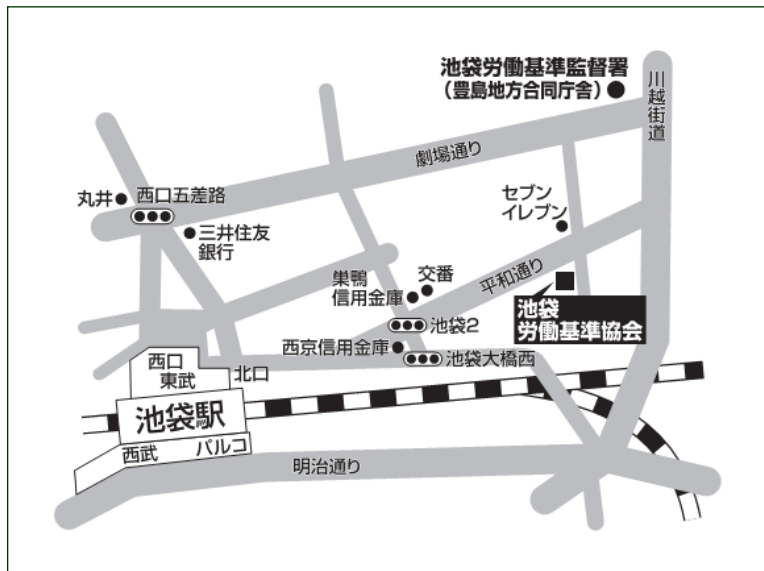 池袋労働基準監督署
（豊島地方合同庁舎）
川越街道
劇場通り
丸井
西口五差路
三井住友
銀行
セブン
イレブン
平和通り
巣鴨
信用金庫
交番
池袋
労働基準協会
池袋2
西京信用金庫
池袋大橋西
西口
東武
北口
池袋駅
西武
パルコ
明治通り